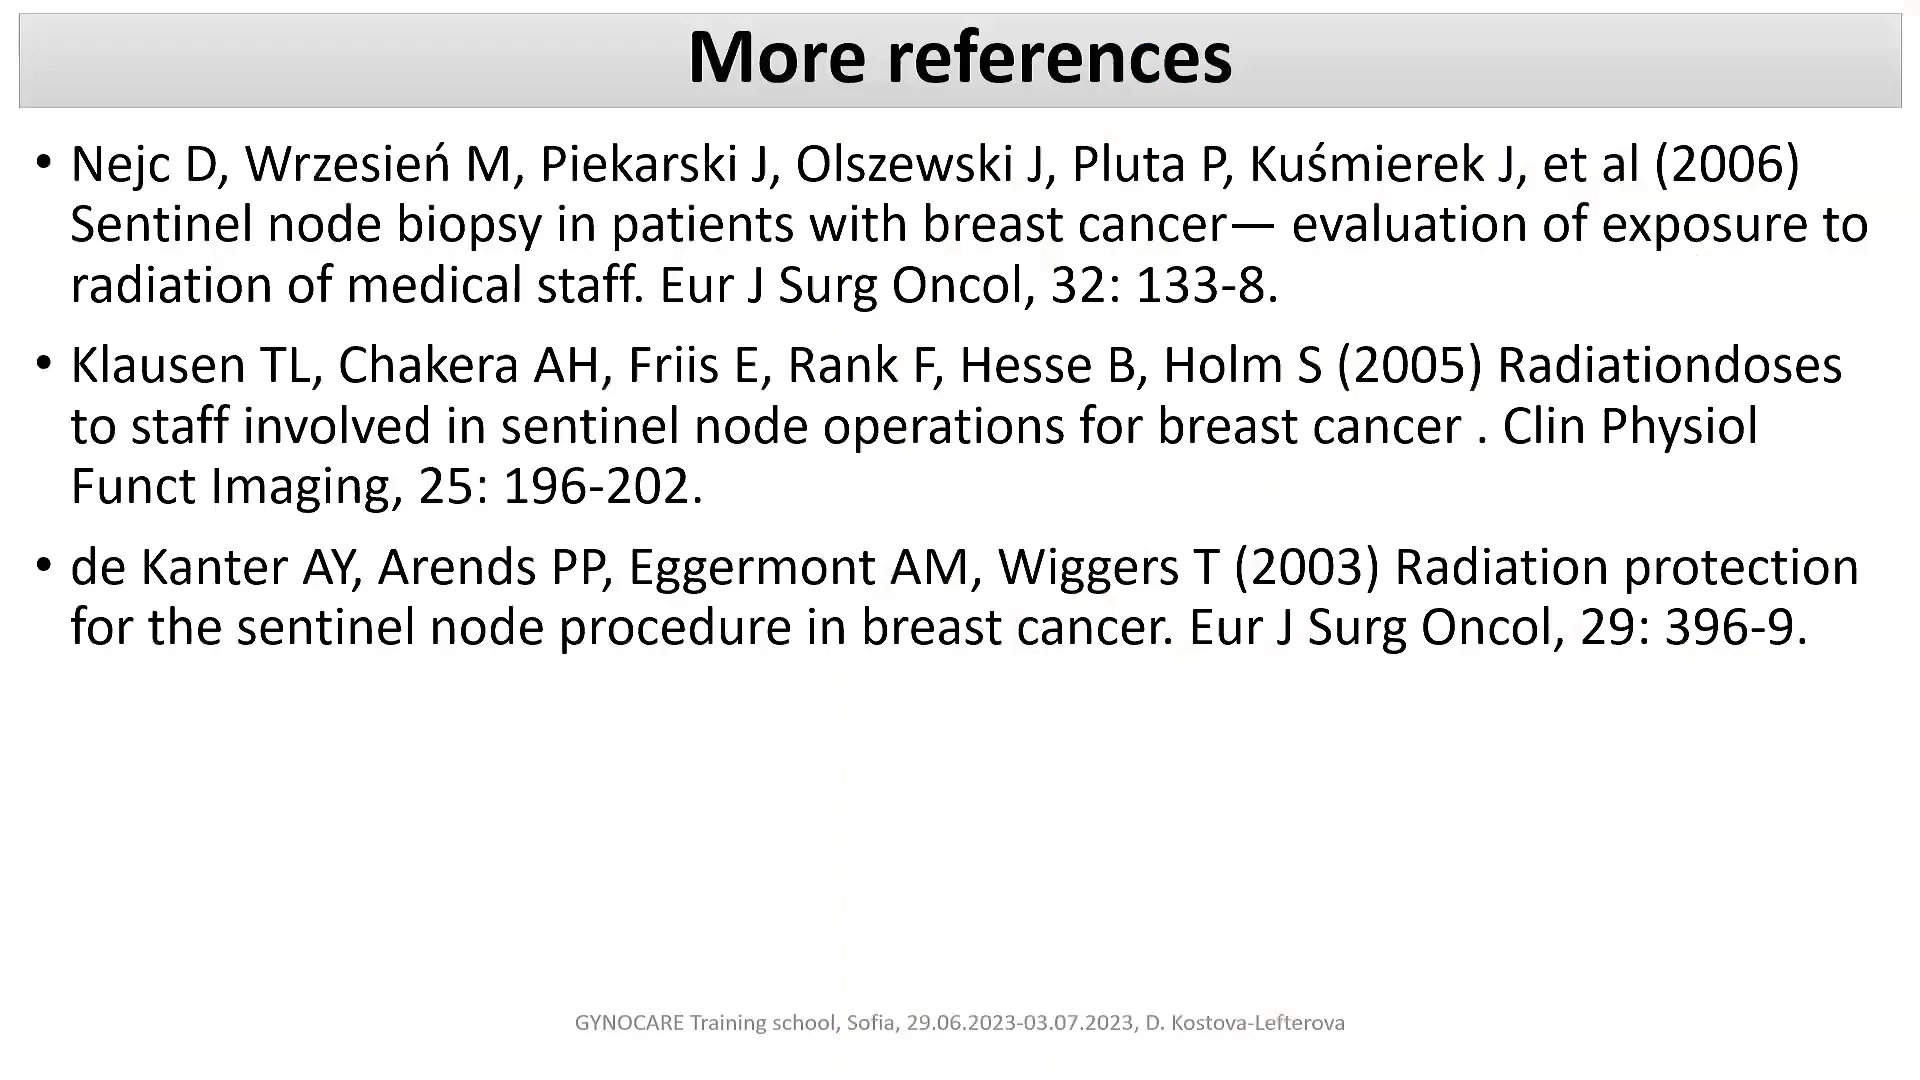 More references
• Nejc D, Wrzesień M, Piekarski J, Olszewski J, Pluta P, Kuśmierek J, et al (2006)
Sentinel node biopsy in patients with breast cancer— evaluation of exposure to
radiation of medical staff. Eur J Surg Oncol, 32: 133-8.
• Klausen TL, Chakera AH, Friis E, Rank F, Hesse B, Holm S (2005) Radiationdoses
to staff involved in sentinel node operations for breast cancer . Clin Physiol
Funct Imaging, 25: 196-202.
• de Kanter AY, Arends PP, Eggermont AM, Wiggers T (2003) Radiation protection
for the sentinel node procedure in breast cancer. Eur J Surg Oncol, 29: 396-9.
GYNOCARE Training school, Sofia, 29.06.2023-03.07.2023, D. Kostova-Lefterova